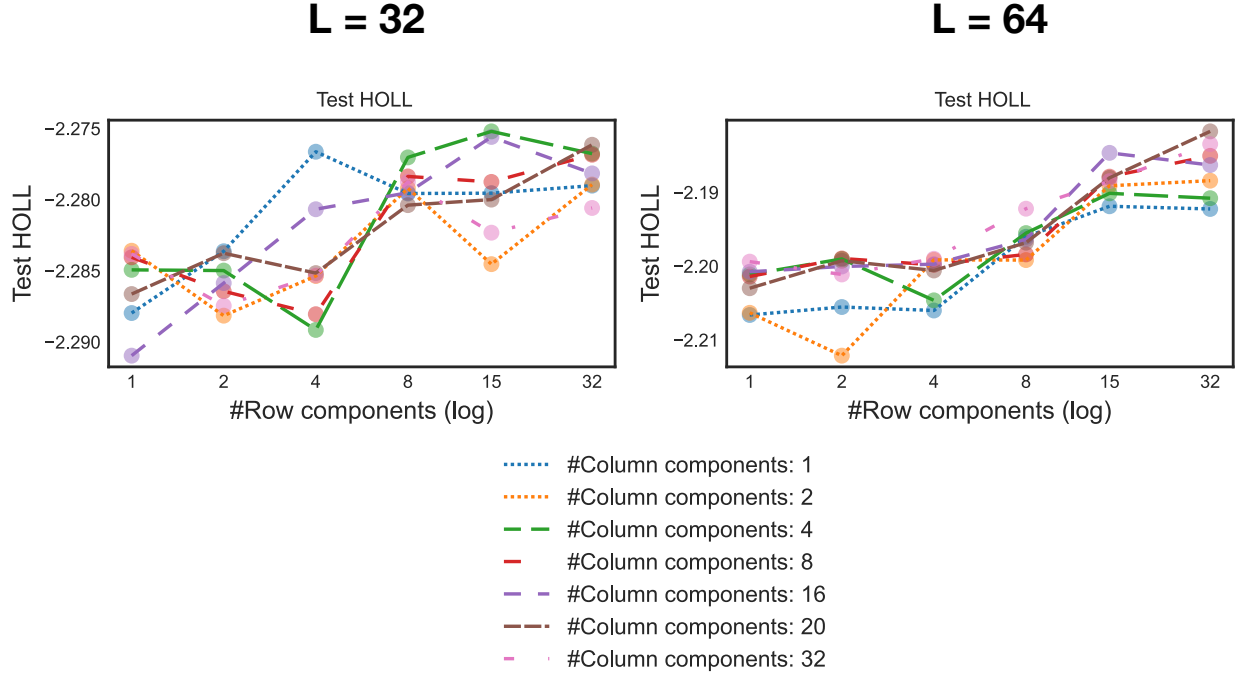 L = 32
L = 64
Test HOLL
Test HOLL
Test HOLL
−2.275
−2.280
−2.285
−2.290
1 2 4 8 15 32
#Row components (log)
Test HOLL
−2.19
−2.20
−2.21
1 2 4 8 15 32
#Row components (log)
#Column components: 1
#Column components: 2
#Column components: 4
#Column components: 8
#Column components: 16
#Column components: 20
#Column components: 32